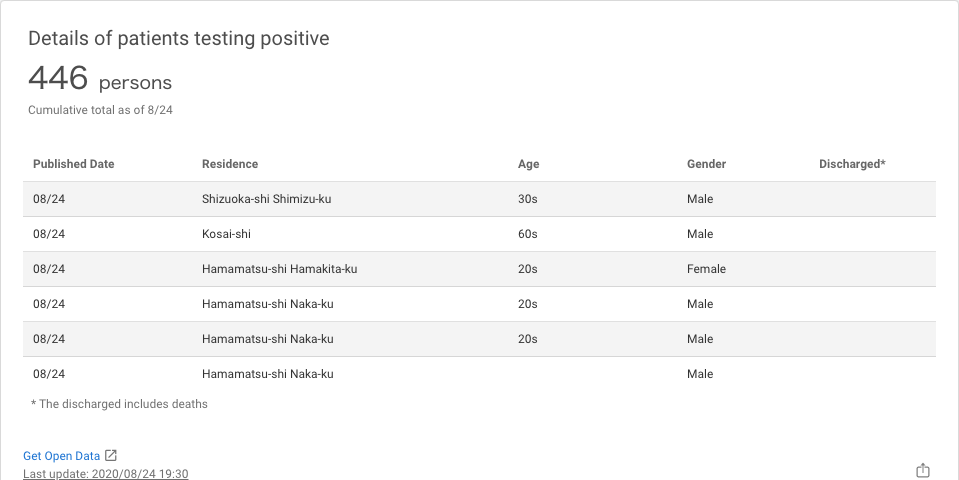 Details of patients testing positive
446 persons
Cumulative total as of 8/24
Published Date Residence Age Gender Discharged*
08/24 Shizuoka-shi Shimizu-ku 30s Male
08/24 Kosai-shi 60s Male
08/24 Hamamatsu-shi Hamakita-ku 20s Female
08/24 Hamamatsu-shi Naka-ku 20s Male
08/24 Hamamatsu-shi Naka-ku 20s Male
08/24 Hamamatsu-shi Naka-ku Male
* The discharged includes deaths
Get Open Data
Last update: 2020/08/24 19:30